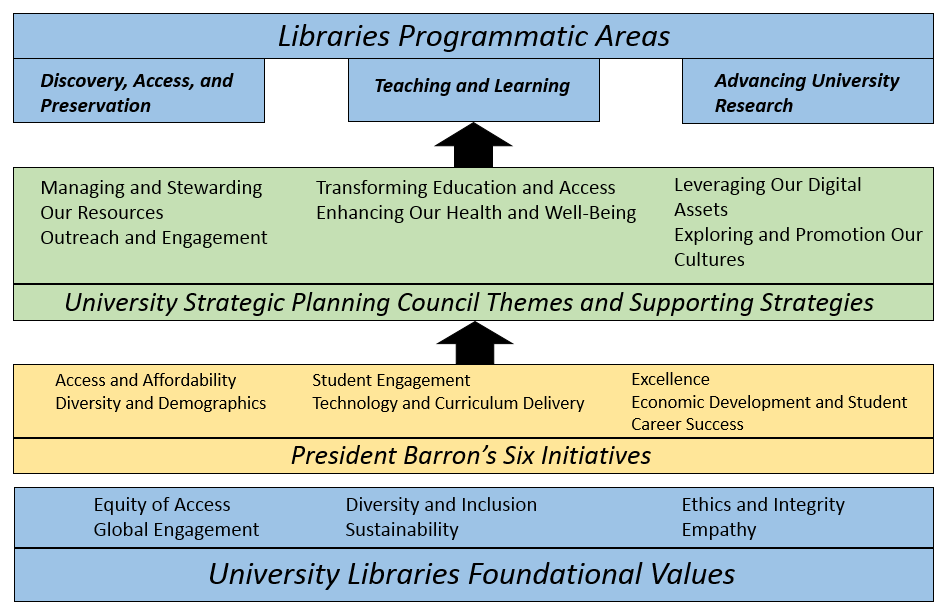 Libraries Programmatic Areas
Discovery, Access, and
Preservation
Teaching and Learning
Advancing University
Research
Managing and Stewarding
Our Resources
Outreach and Engagement
Transforming Education and Access
Enhancing Our Health and Well-Being
Leveraging Our Digital
Assets
Exploring and Promotion Our
Cultures
University Strategic Planning Council Themes and Supporting Strategies
Access and Affordability
Diversity and Demographics
Student Engagement
Technology and Curriculum Delivery
Excellence
Economic Development and Student
Career Success
President Barron’s Six Initiatives
Equity of Access
Global Engagement
Diversity and Inclusion
Sustainability
Ethics and Integrity
Empathy
University Libraries Foundational Values